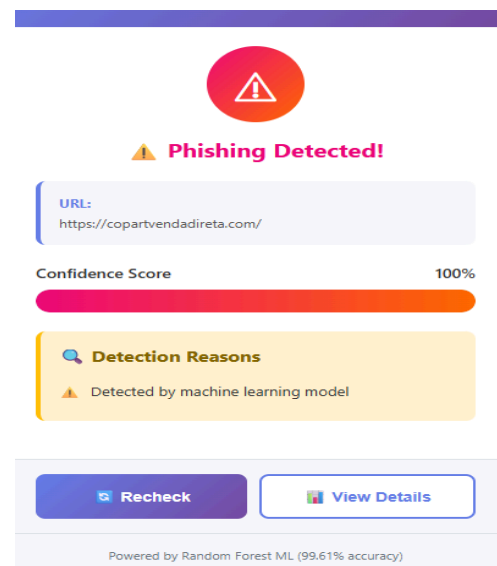 ⚠ Phishing Detected!
URL:
https://copartvendadireta.com/
Confidence Score 100%
🔍 Detection Reasons
⚠ Detected by machine learning model
🔄 Recheck 📊 View Details
Powered by Random Forest ML (99.61% accuracy)